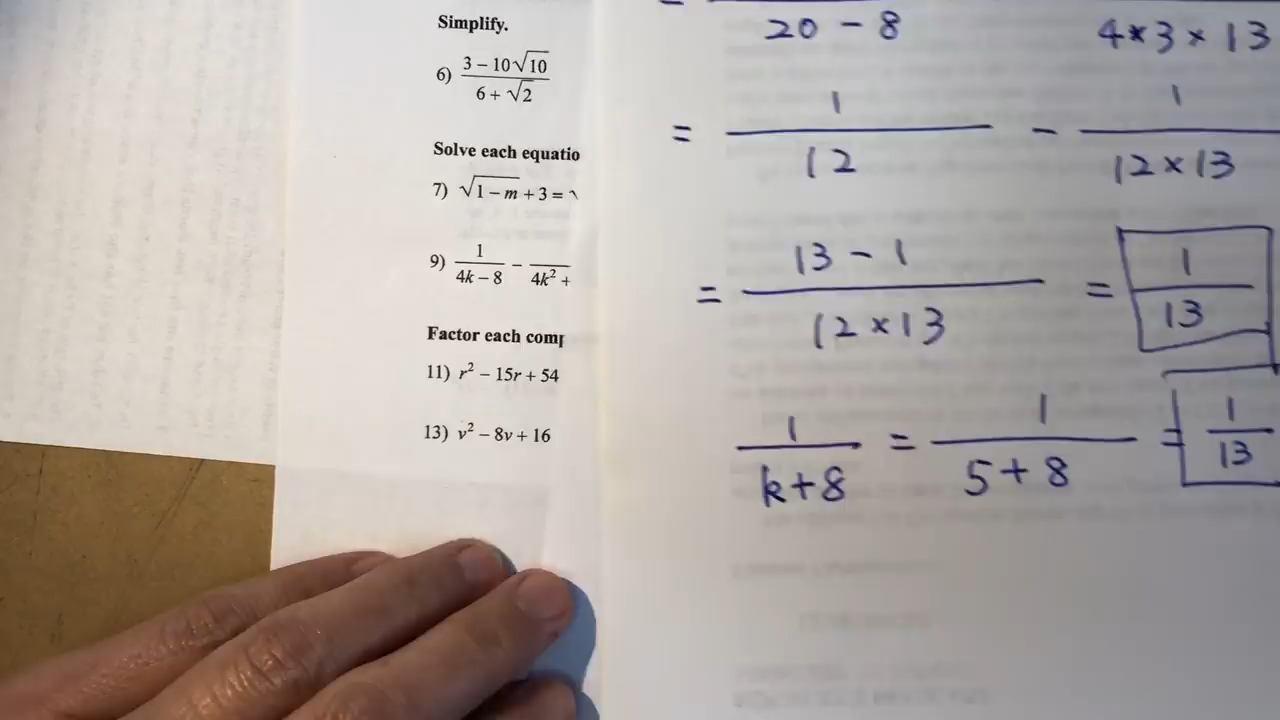 Simplify.
6) (3 − 10√10)/(6 + √2)
Solve each equatio
7) √(1 − m) + 3 =
9) 1/(4k − 8) − /(4k² +
Factor each comp
11) r² − 15r + 54
13) v² − 8v + 16
20 − 8   4 × 3 × 13
= 1/12 − 1/(12 × 13)
= (13 − 1)/(12 × 13) = 1/13
1/(k + 8) = 1/(5 + 8) = 1/13